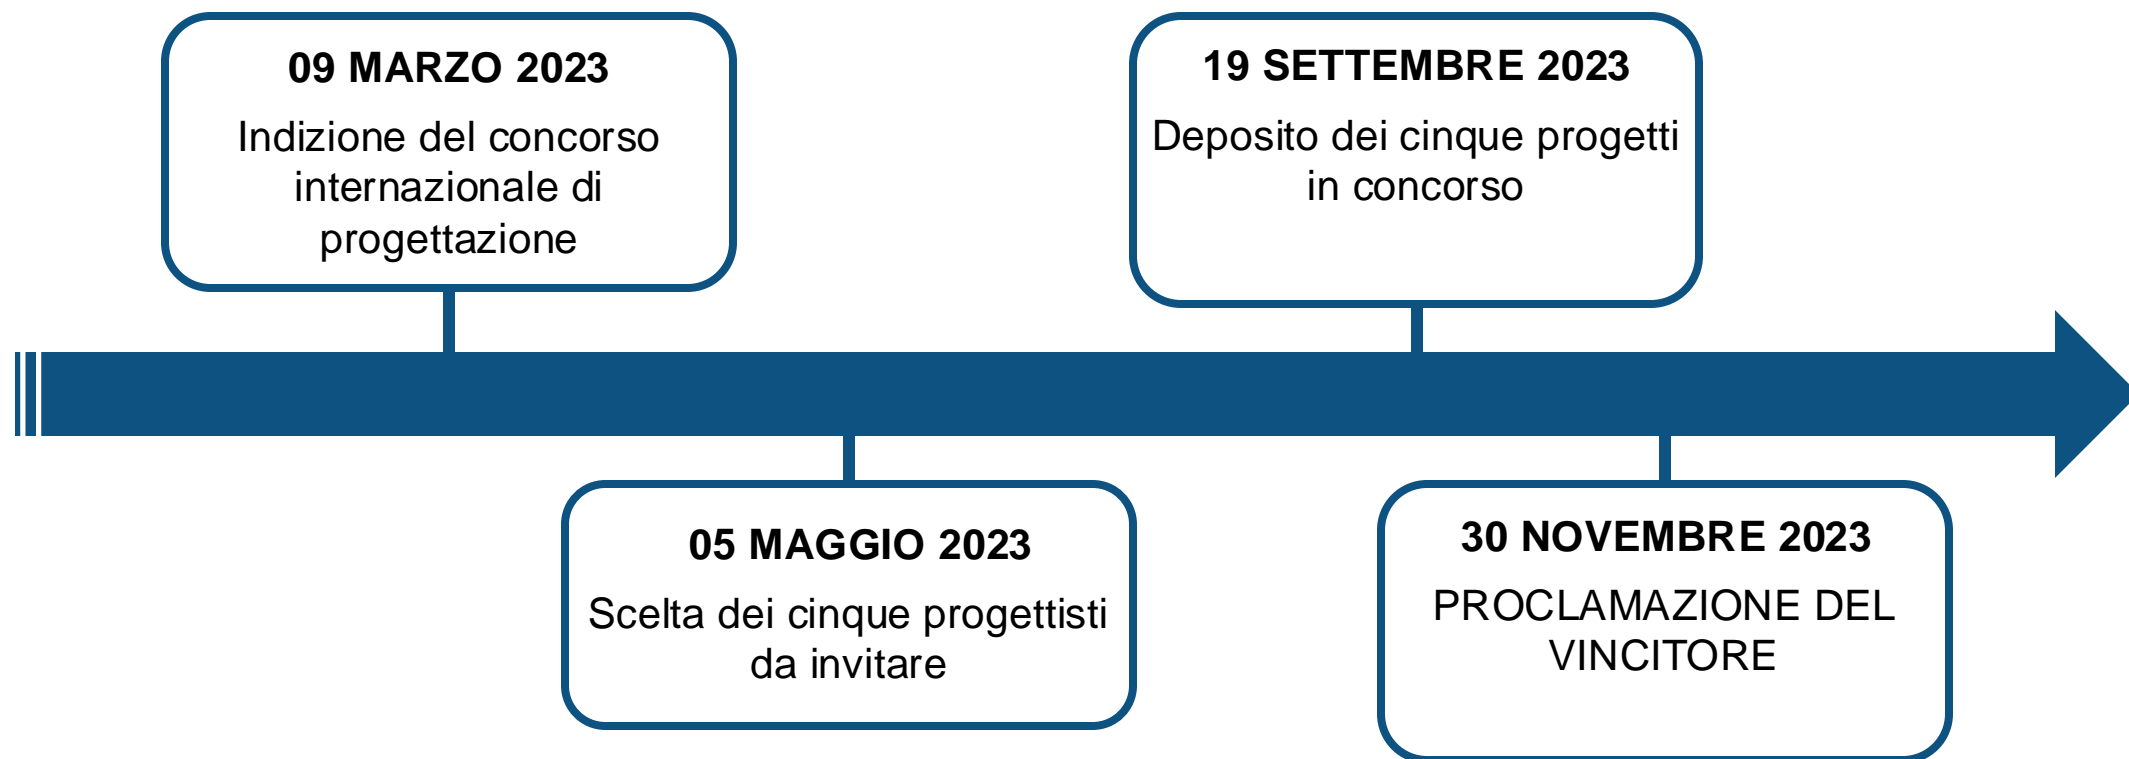 09 MARZO 2023
Indizione del concorso
internazionale di
progettazione
05 MAGGIO 2023
Scelta dei cinque progettisti
da invitare
19 SETTEMBRE 2023
Deposito dei cinque progetti
in concorso
30 NOVEMBRE 2023
PROCLAMAZIONE DEL
VINCITORE